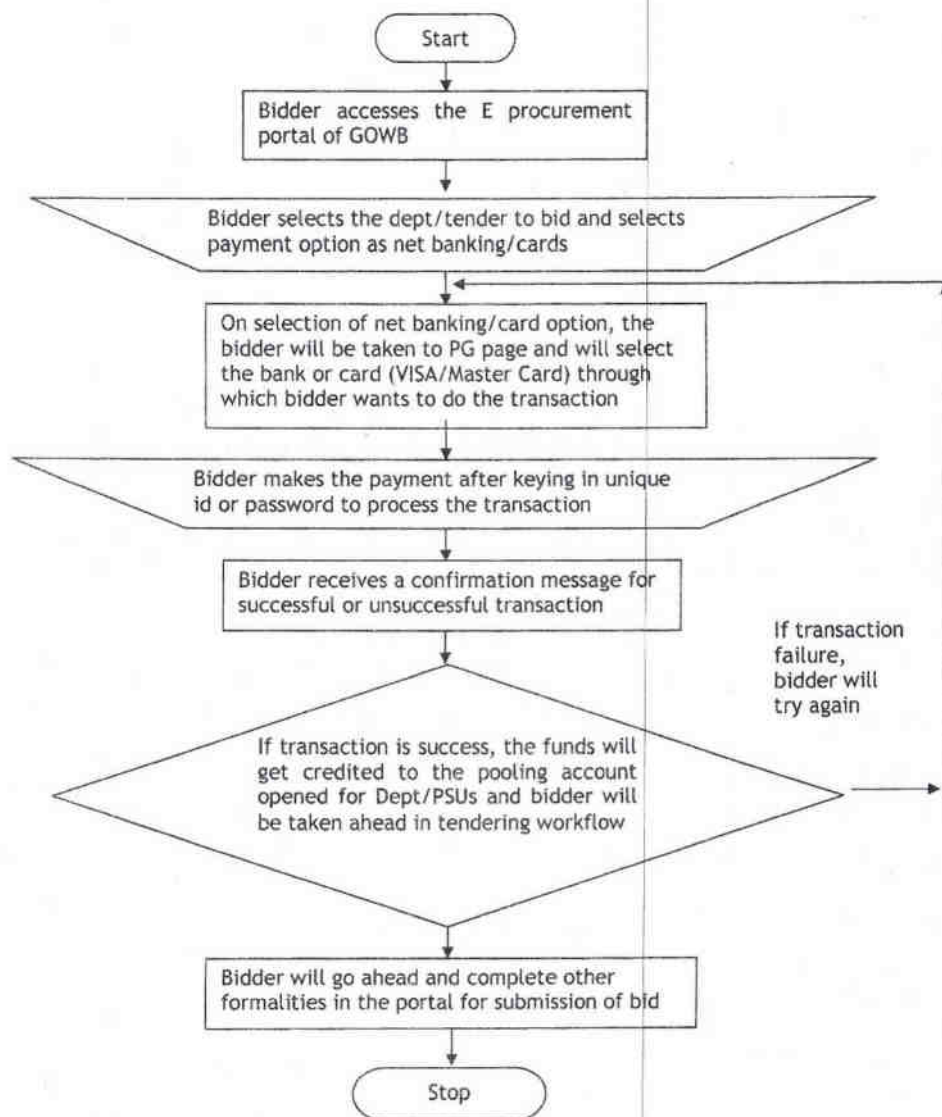 Start
Bidder accesses the E procurement
portal of GOWB
Bidder selects the dept/tender to bid and selects
payment option as net banking/cards
On selection of net banking/card option, the
bidder will be taken to PG page and will select
the bank or card (VISA/Master Card) through
which bidder wants to do the transaction
Bidder makes the payment after keying in unique
id or password to process the transaction
Bidder receives a confirmation message for
successful or unsuccessful transaction
If transaction
failure,
bidder will
try again
If transaction is success, the funds will
get credited to the pooling account
opened for Dept/PSUs and bidder will
be taken ahead in tendering workflow
Bidder will go ahead and complete other
formalities in the portal for submission of bid
Stop